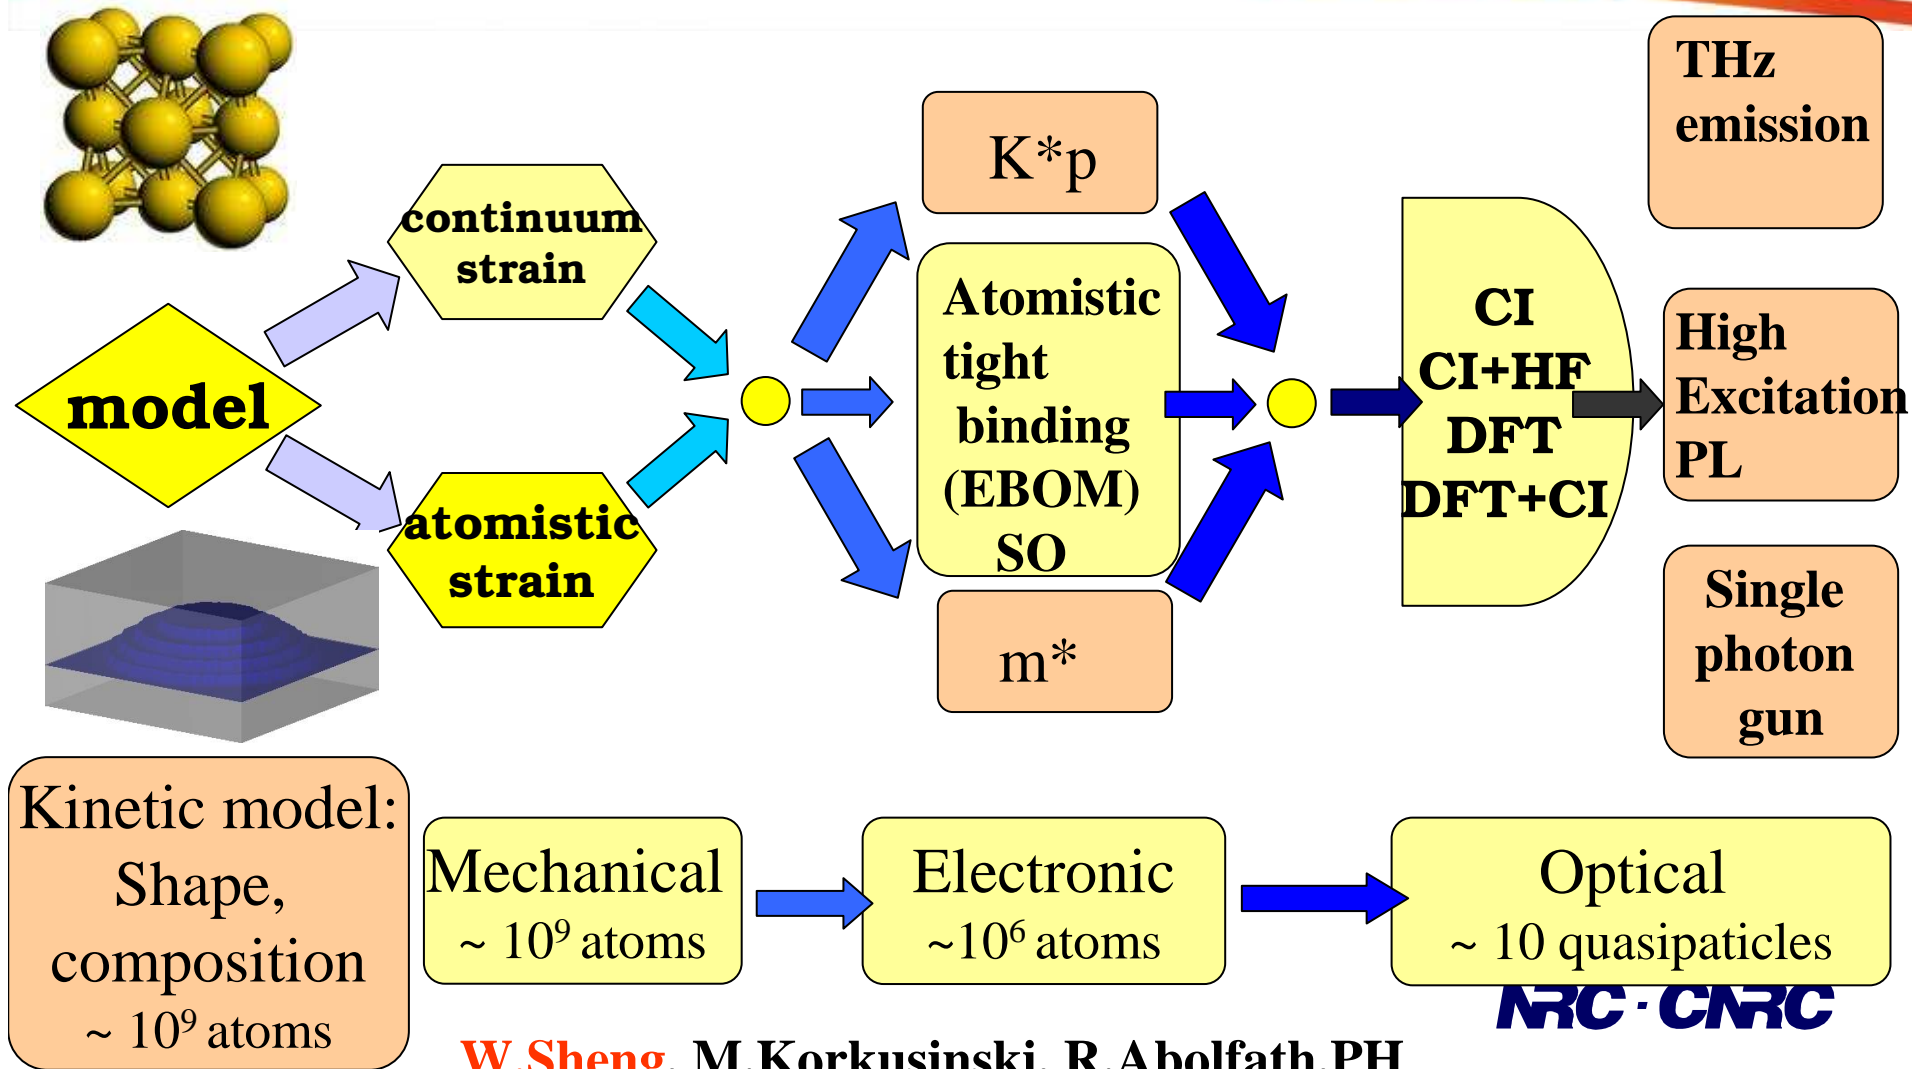 THz
emission
K*p
continuum
strain
Atomistic
tight
binding
(EBOM)
SO
CI
CI+HF
DFT
DFT+CI
High
Excitation
PL
model
atomistic
strain
Single
photon
gun
m*
Kinetic model:
Shape,
composition
~ 10⁹ atoms
Mechanical
~ 10⁹ atoms
Electronic
~10⁶ atoms
Optical
~ 10 quasipaticles
NRC · CNRC
W.Sheng, M.Korkusinski, R.Abolfath,PH